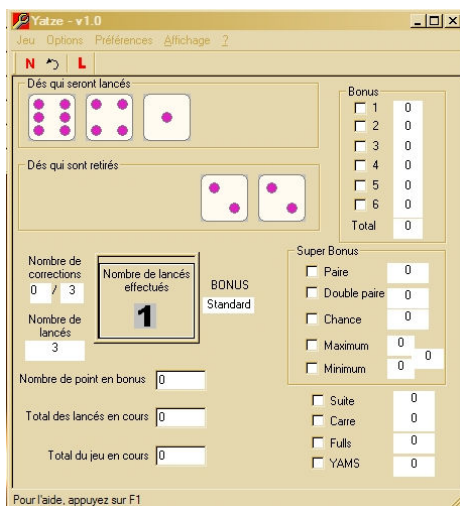 Yatze - v1.0
Jeu Options Préférences Affichage ?
N L
Dés qui seront lancés
Dés qui sont retirés
Bonus
1 0
2 0
3 0
4 0
5 0
6 0
Total 0
Nombre de
corrections
0 / 3
Nombre de
lancés
3
Nombre de lancés
effectués
1
BONUS
Standard
Super Bonus
Paire 0
Double paire 0
Chance 0
Maximum 0
0
Minimum 0
Nombre de point en bonus 0
Total des lancés en cours 0
Total du jeu en cours 0
Suite 0
Carre 0
Fulls 0
YAMS 0
Pour l'aide, appuyez sur F1